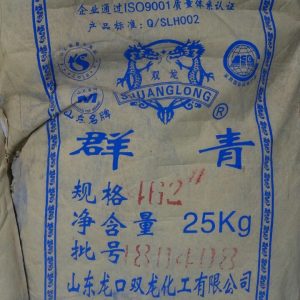 企业通过ISO9001质量体系认证
产品标准: Q/SLH002
双龙
SHUANGLONG
®
山东名牌
群青
规格 462#
净含量 25Kg
批号
山东龙口双龙化工有限公司